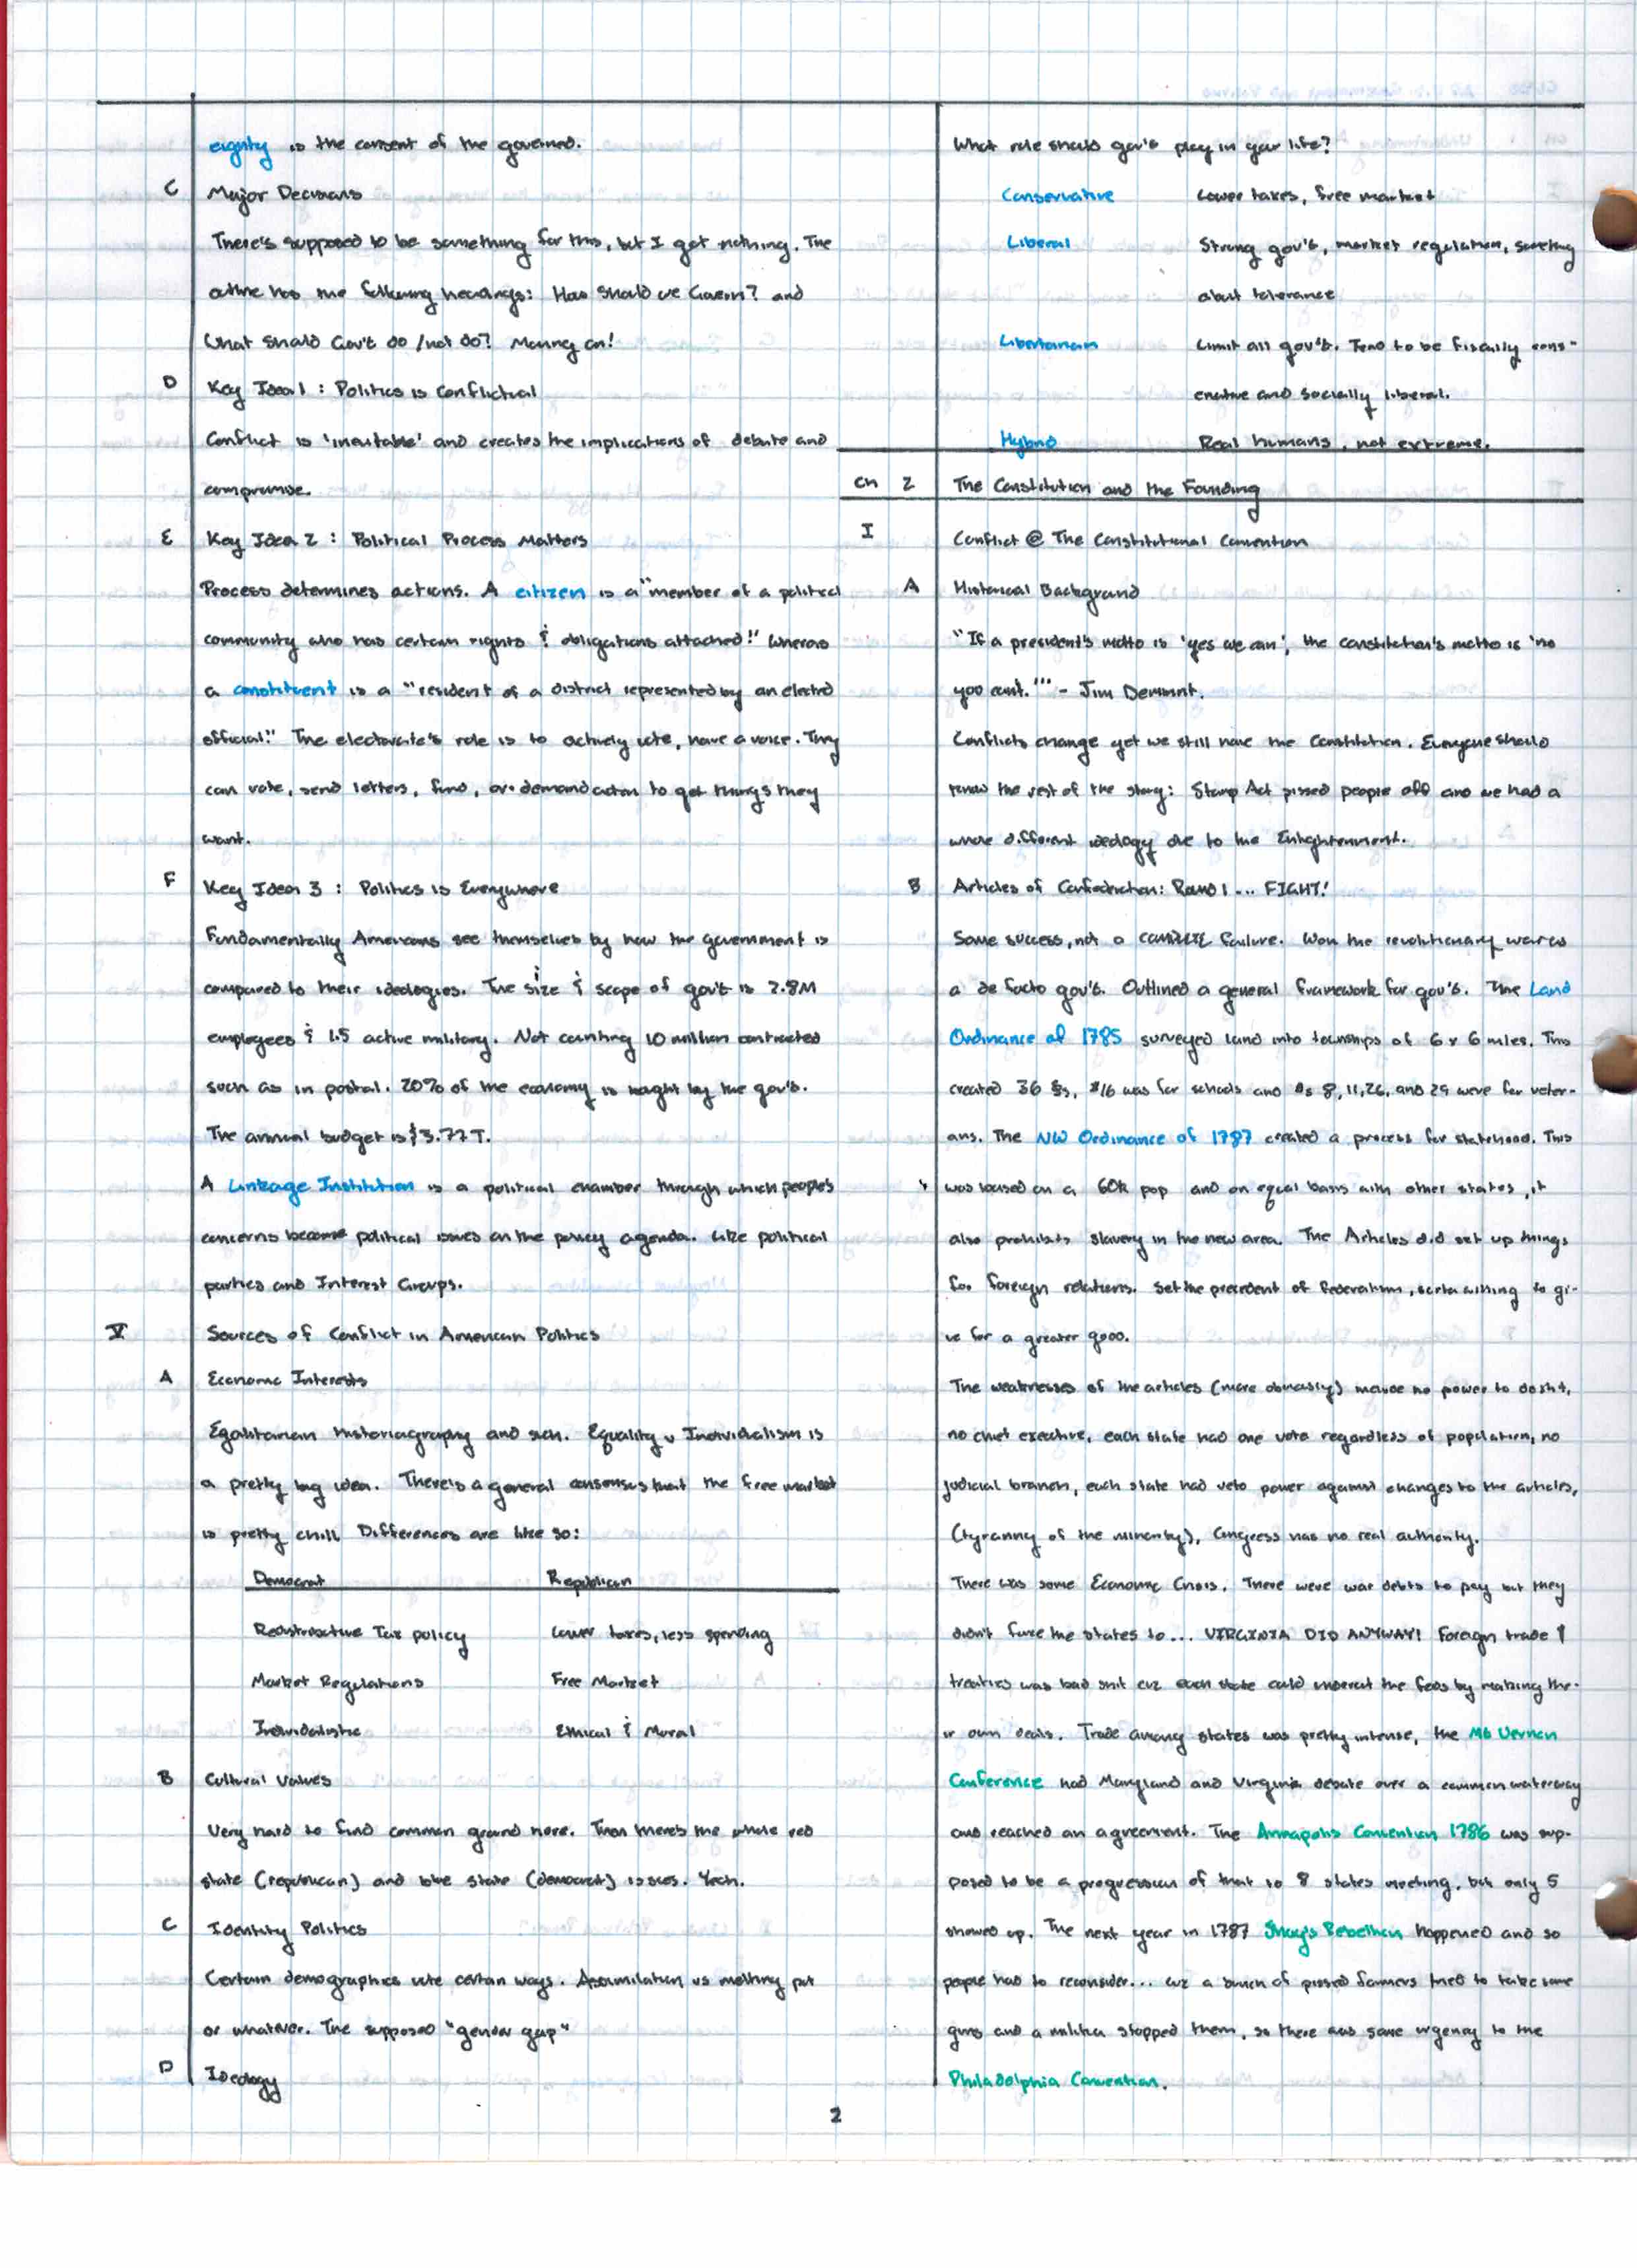 eignty is the consent of the governed.
C Major Decisions
There's supposed to be something for this, but I got nothing. The
outline has the following headings: How Should we Govern? and
What Should Gov't do / not do? Moving on!
D Key Idea 1 : Politics is Conflictual
Conflict is 'inevitable' and creates the implications of debate and
compromise.
E Key Idea 2 : Political Process Matters
Process determines actions. A citizen is a "member of a political
community who has certain rights & obligations attached." Whereas
a constituent is a "resident of a district represented by an elected
official." The electorate's role is to actively vote, have a voice. They
can vote, send letters, fund, or demand action to get things they
want.
F Key Idea 3 : Politics is Everywhere
Fundamentally Americans see themselves by how the government is
compared to their ideologies. The size & scope of gov't is 2.8M
employees & 1.5 active military. Not counting 10 million contracted
such as in postal. 20% of the economy is bought by the gov't.
The annual budget is $3.77 T.
A Linkage Institution is a political chamber through which people's
concerns become political issues on the policy agenda. Like political
parties and Interest Groups.
V Sources of Conflict in American Politics
A Economic Interests
Egalitarian historiagraphy and such. Equality v Individualism is
a pretty big idea. There's a general consensus that the free market
is pretty chill Differences are like so:
Democrat Republican
Redistributive Tax policy Lower taxes, less spending
Market Regulations Free Market
Individualistic Ethical & Moral
B Cultural Values
Very hard to find common ground here. Then there's the whole red
state (republican) and blue state (democrat) issues. Yech.
C Identity Politics
Certain demographics vote certain ways. Assimilation vs melting pot
or whatever. The supposed "gender gap"
D Ideology
What role should gov't play in your life?
Conservative Lower taxes, free market
Liberal Strong gov't, market regulation, something
about tolerance
Libertarian Limit all gov't. Tend to be fiscally cons-
ervative and socially liberal.
Hybrid Real humans, not extreme.
Ch 2 The Constitution and the Founding
I Conflict @ The Constitutional Convention
A Historical Background
"If a president's motto is 'yes we can', the constitution's motto is 'no
you cant.'" - Jim Demint.
Conflicts change yet we still have the Constitution. Everyone should
know the rest of the story: Stamp Act pissed people off and we had a
whole different ideology due to the Enlightenment.
B Articles of Confederation: Round 1... FIGHT!
Some success, not a COMPLETE failure. Won the revolutionary war as
a de facto gov't. Outlined a general framework for gov't. The Land
Ordinance of 1785 surveyed land into townships of 6 x 6 miles. This
created 36 §s, #16 was for schools and #s 8, 11, 26, and 29 were for veter-
ans. The NW Ordinance of 1787 created a process for statehood. This
was based on a 60k pop and on equal basis with other states, it
also prohibits slavery in the new area. The Articles did set up things
for foreign relations. Set the precedent of federalism, sorta willing to gi-
ve for a greater good.
The weaknesses of the articles (more obviously) maybe no power to do sh*t,
no chief executive, each state had one vote regardless of population, no
judicial branch, each state had veto power against changes to the articles,
(tyranny of the minority), Congress has no real authority.
There was some Economic Crisis. There were war debts to pay but they
didn't force the states to... VIRGINIA DID ANYWAY! Foreign trade &
treaties was bad shit cuz each state could undercut the feds by making the-
ir own deals. Trade among states was pretty intense, the Mt Vernon
Conference had Maryland and Virginia debate over a common waterway
and reached an agreement. The Annapolis Convention 1786 was sup-
posed to be a progression of that to 8 states meeting, but only 5
showed up. The next year in 1787 Shay's Rebellion happened and so
people had to reconsider... cuz a bunch of pissed farmers tried to take some
guns and a militia stopped them, so there was some urgency to the
Philadelphia Convention.
2